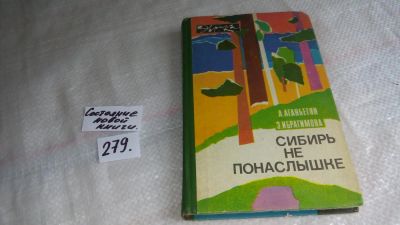 Состояние
новой
книги.
279.
А. АГАНБЕГЯН
З. ИБРАГИМОВА
СИБИРЬ
НЕ
ПОНАСЛЫШКЕ